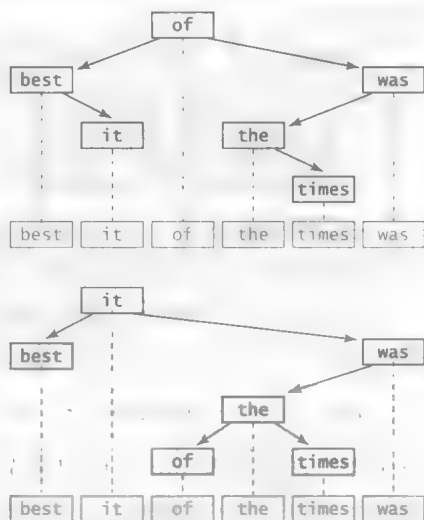 of
best was
it the
times
best it of the times was
it
best was
the
of times
best it of the times was